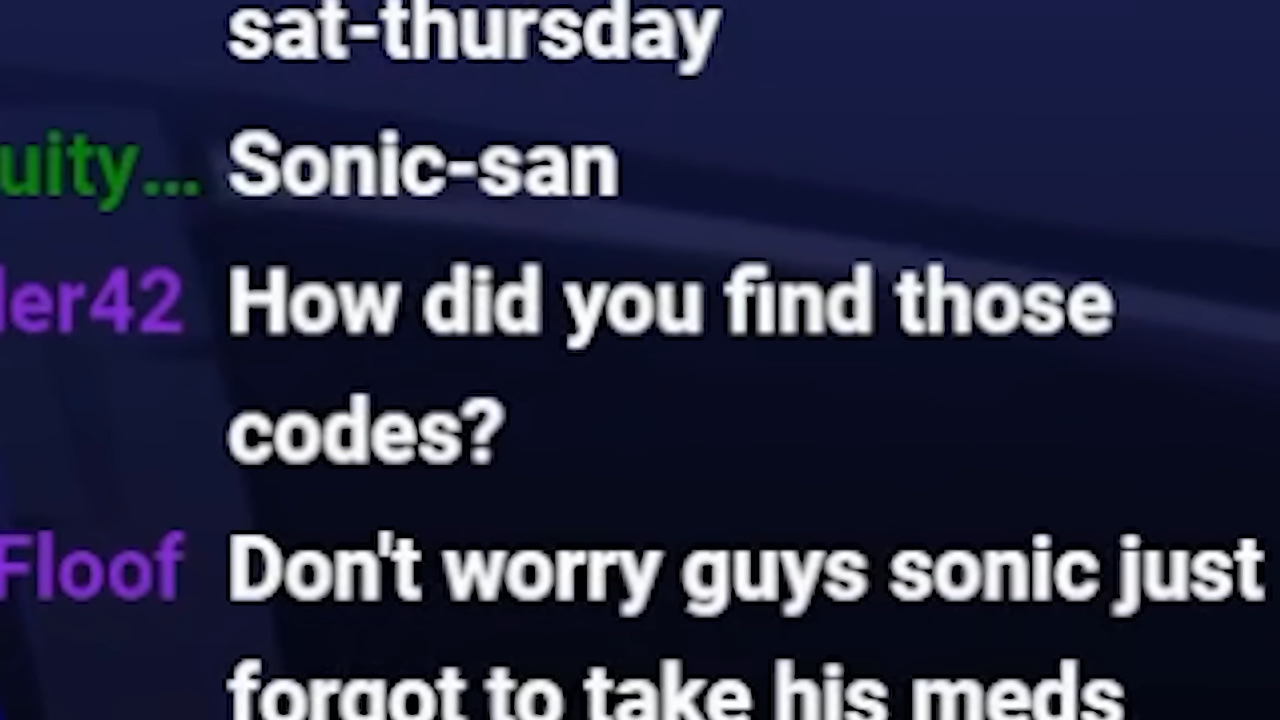 sat-thursday
uity... Sonic-san
ler42 How did you find those
codes?
Floof Don't worry guys sonic just
forgot to take his meds